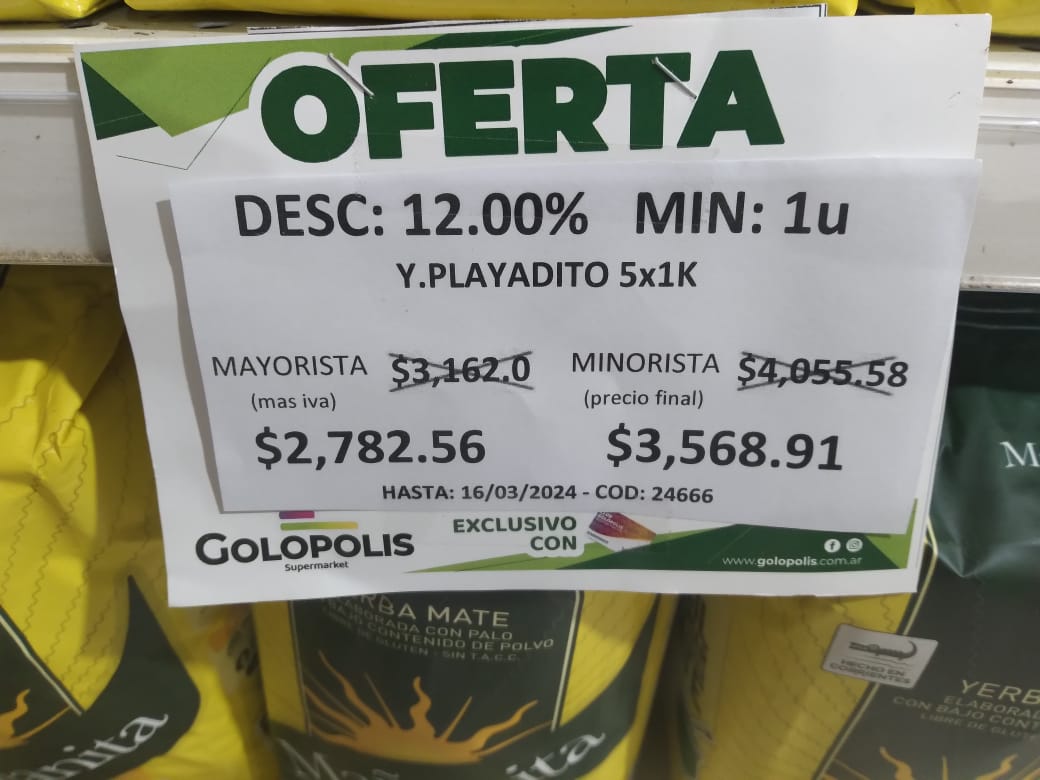 OFERTA
DESC: 12.00% MIN: 1u
Y.PLAYADITO 5x1K
MAYORISTA $3,162.0 MINORISTA $4,055.58
(mas iva) (precio final)
$2,782.56 $3,568.91
HASTA: 16/03/2024 - COD: 24666
GOLOPOLIS
Supermarket
EXCLUSIVO
CON
www.golopolis.com.ar
YERBA MATE
ELABORADA CON PALO
BAJO CONTENIDO DE POLVO
GLUTEN - SIN T.A.C.C.
HECHO EN
CORRIENTES
YERB
ELABORAD
CON BAJO CONT
LIBRE DE GLUT
anita
Mañanita